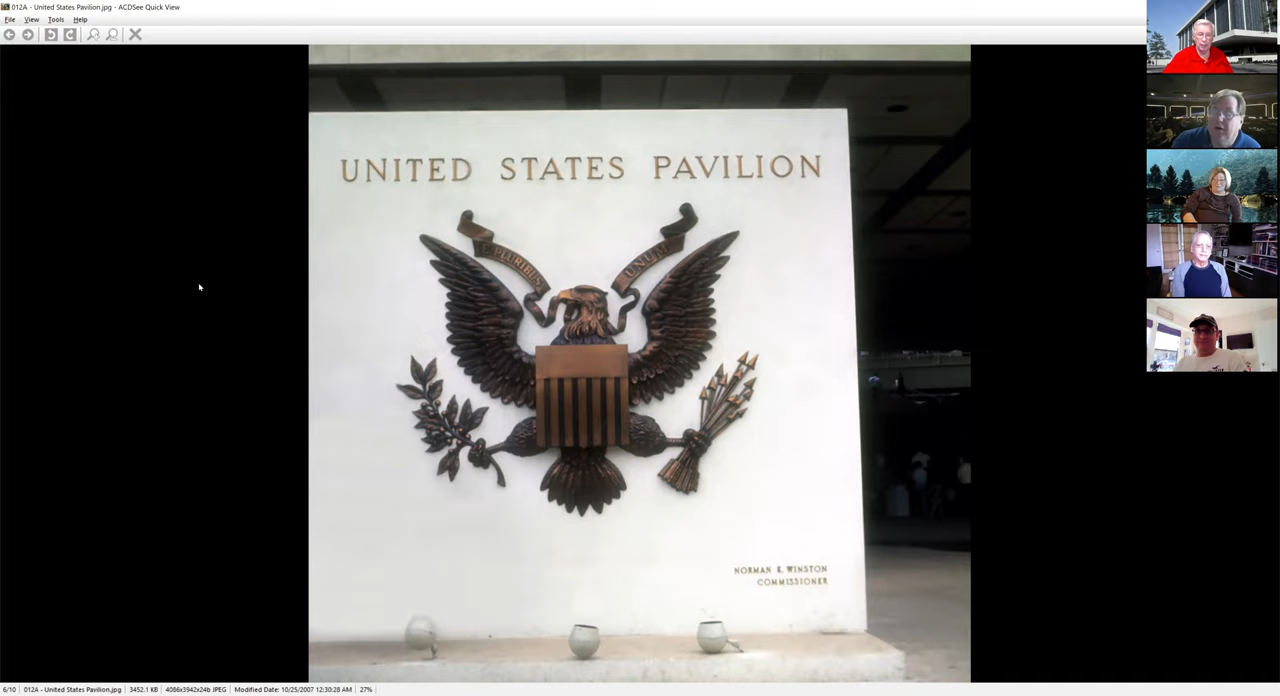 012A - United States Pavilion.jpg - ACDSee Quick View
File View Tools Help
UNITED STATES PAVILION
E PLURIBUS UNUM
NORMAN K. WINSTON
COMMISSIONER
6/10 012A - United States Pavilion.jpg 3452.1 KB 4086x3942x24b JPEG Modified Date: 10/25/2007 12:30:28 AM 27%